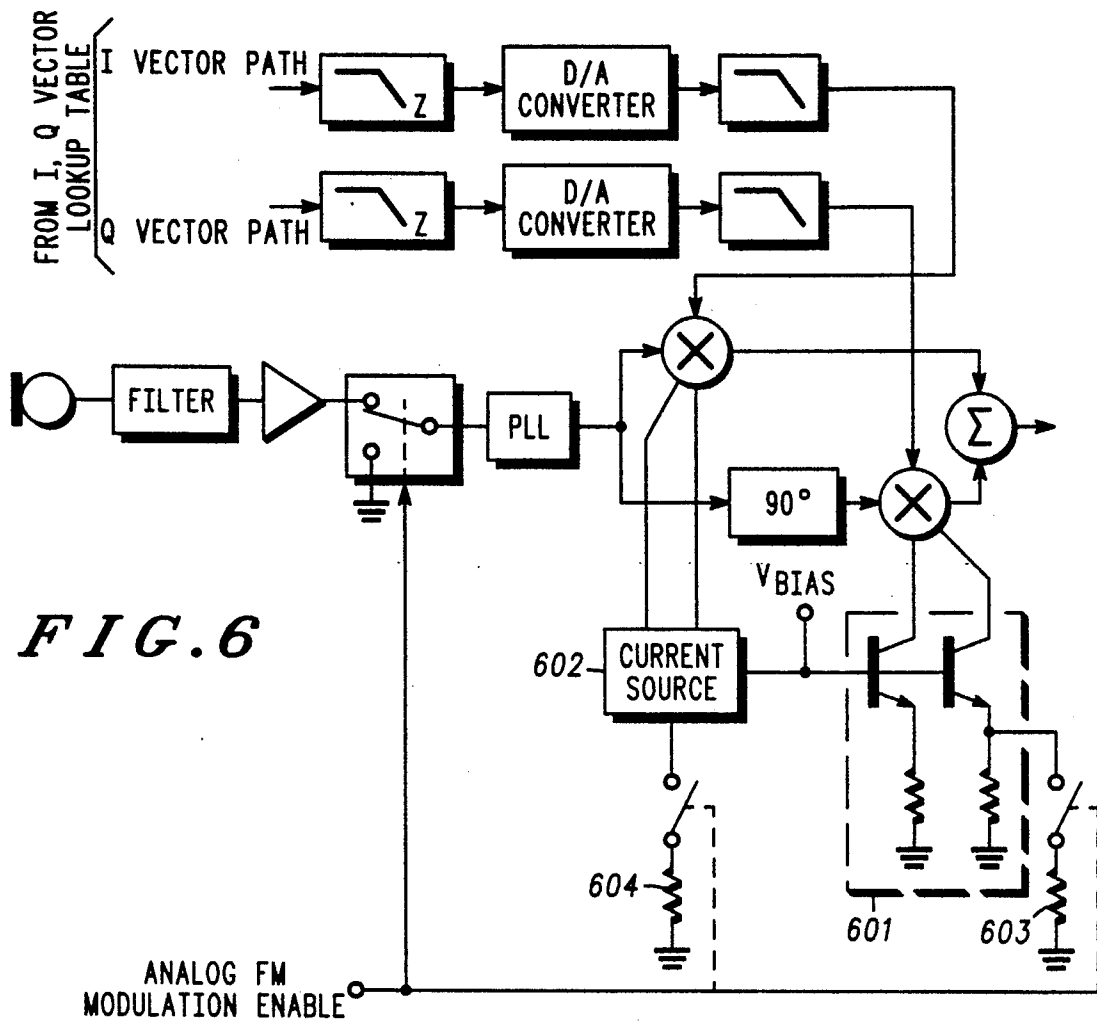 FROM I, Q VECTOR
LOOKUP TABLE
I VECTOR PATH
Z
D/A
CONVERTER
Q VECTOR PATH
Z
D/A
CONVERTER
FILTER
PLL
Σ
90°
VBIAS
FIG.6
602
CURRENT
SOURCE
604
601
603
ANALOG FM
MODULATION ENABLE